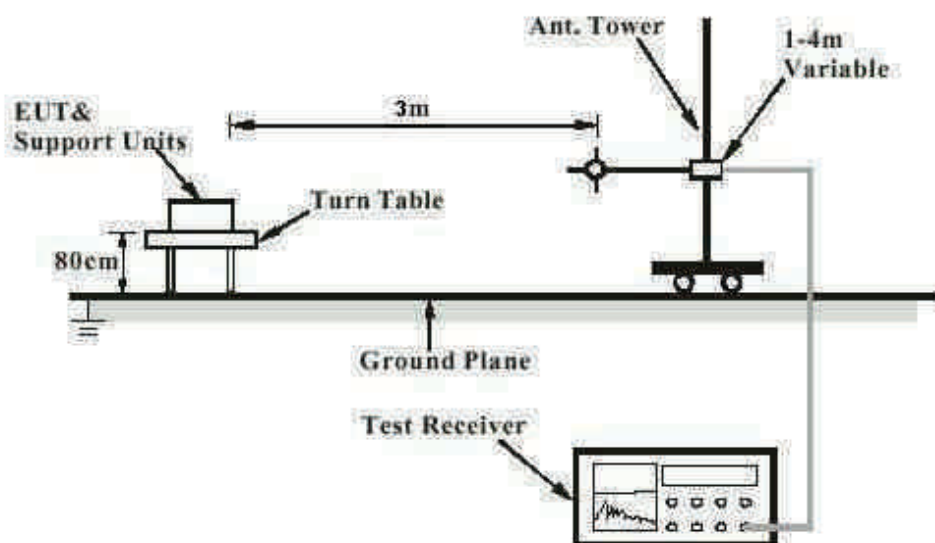 Ant. Tower
1-4m
Variable
EUT&
Support Units
3m
Turn Table
80cm
Ground Plane
Test Receiver